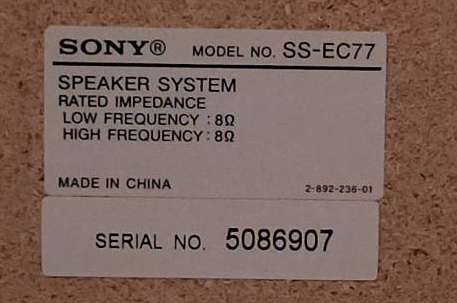 SONY® MODEL NO. SS-EC77
SPEAKER SYSTEM
RATED IMPEDANCE
LOW FREQUENCY : 8Ω
HIGH FREQUENCY : 8Ω
MADE IN CHINA 2-892-236-01
SERIAL NO. 5086907